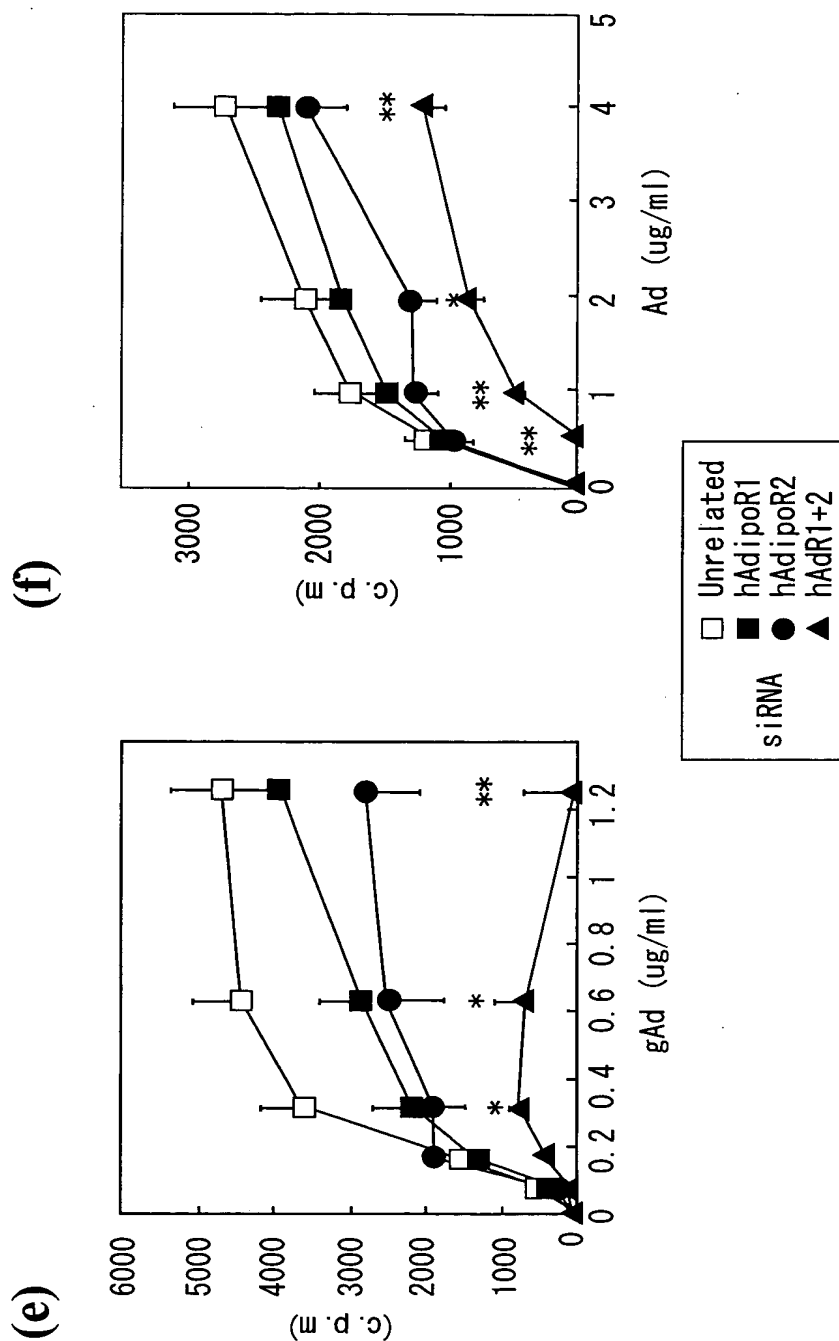 (e)
6000
5000
4000
3000
2000
1000
0
(c.p.m)
0 0.2 0.4 0.6 0.8 1 1.2
gAd (ug/ml)
* * **
(f)
3000
2000
1000
0
(c.p.m)
0 1 2 3 4 5
Ad (ug/ml)
** ** * **
siRNA
Unrelated
hAdipoR1
hAdipoR2
hAdR1+2